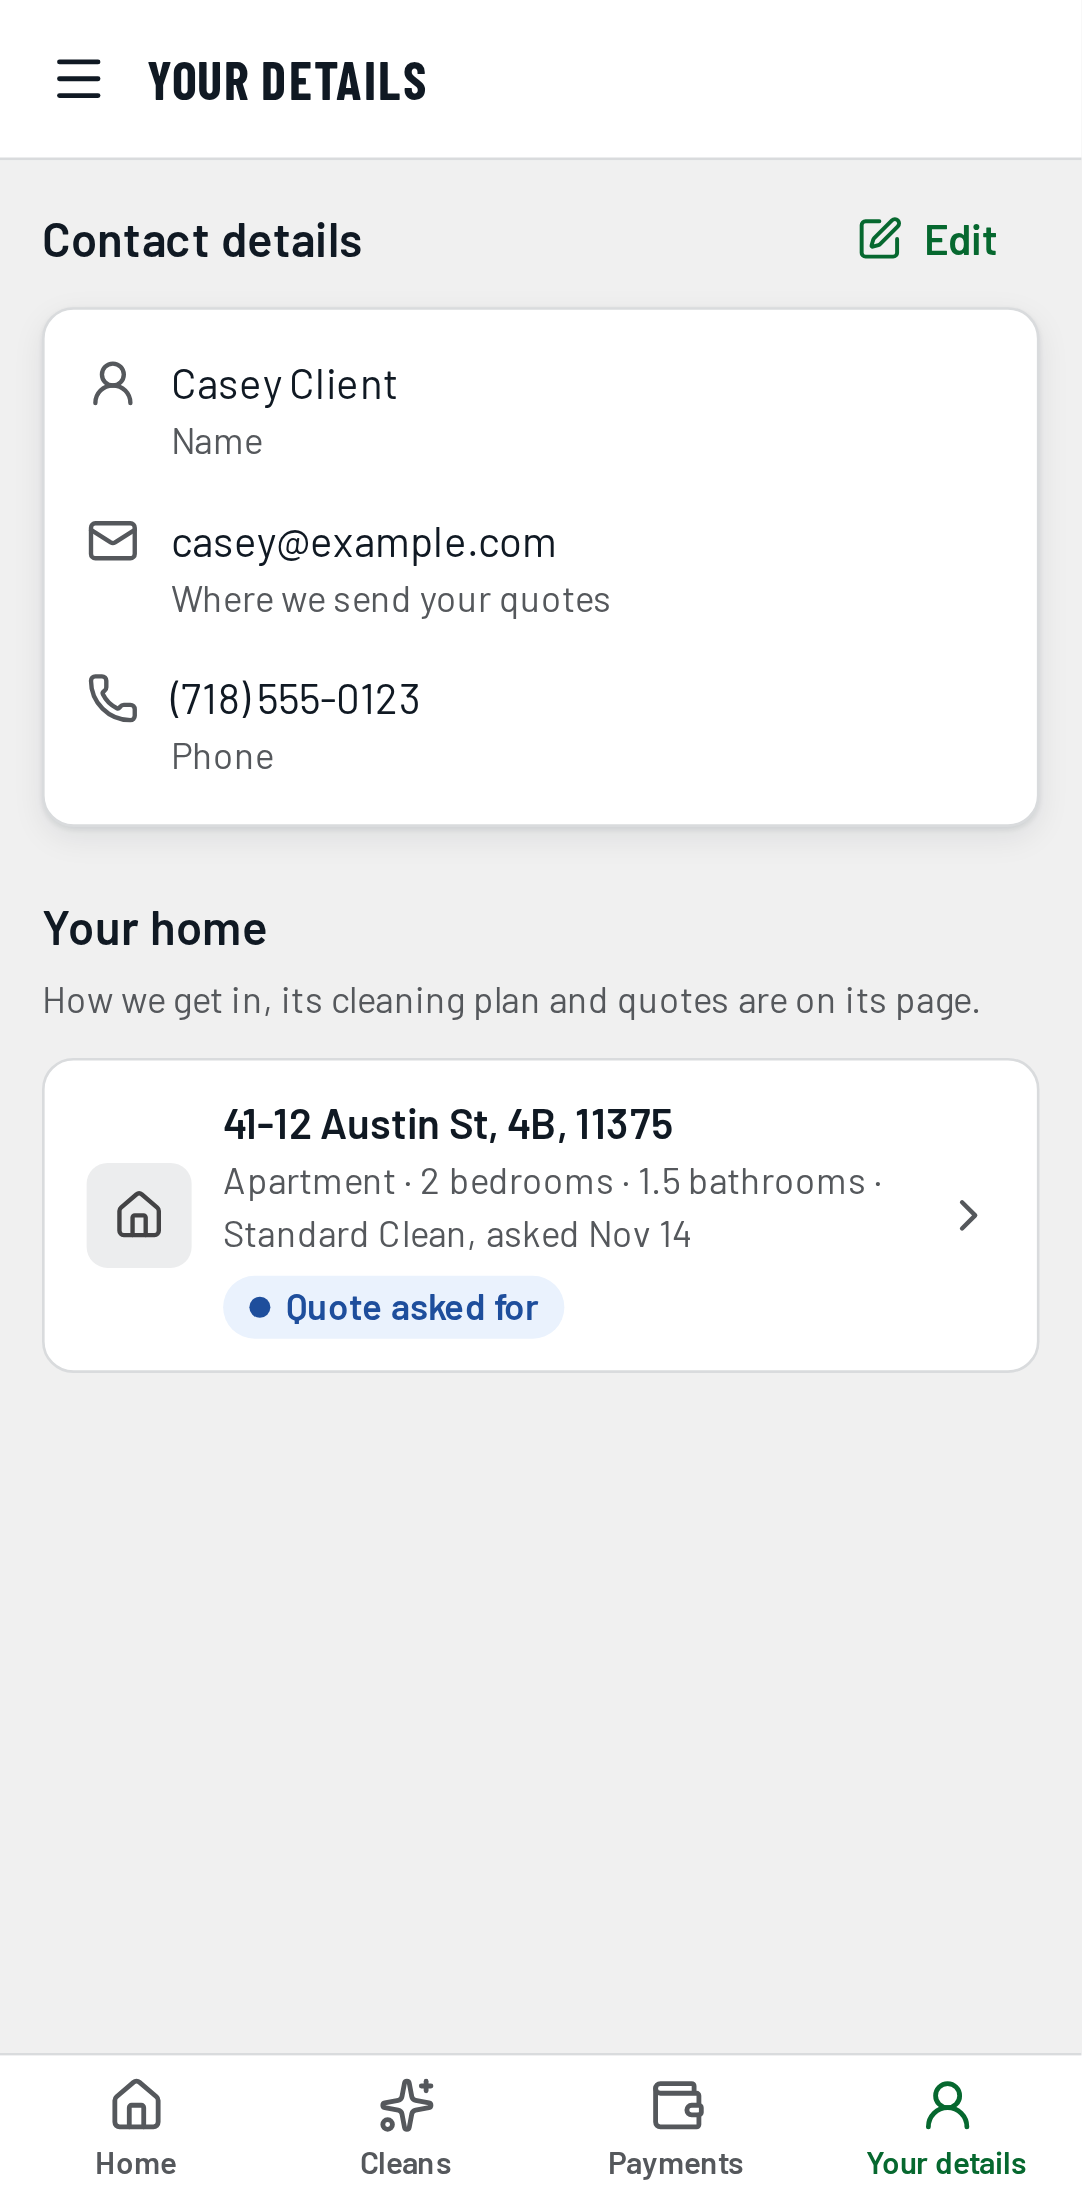 YOUR DETAILS
Contact details
Edit
Casey Client
Name
casey@example.com
Where we send your quotes
(718) 555-0123
Phone
Your home
How we get in, its cleaning plan and quotes are on its page.
41-12 Austin St, 4B, 11375
Apartment · 2 bedrooms · 1.5 bathrooms ·
Standard Clean, asked Nov 14
Quote asked for
Home
Cleans
Payments
Your details